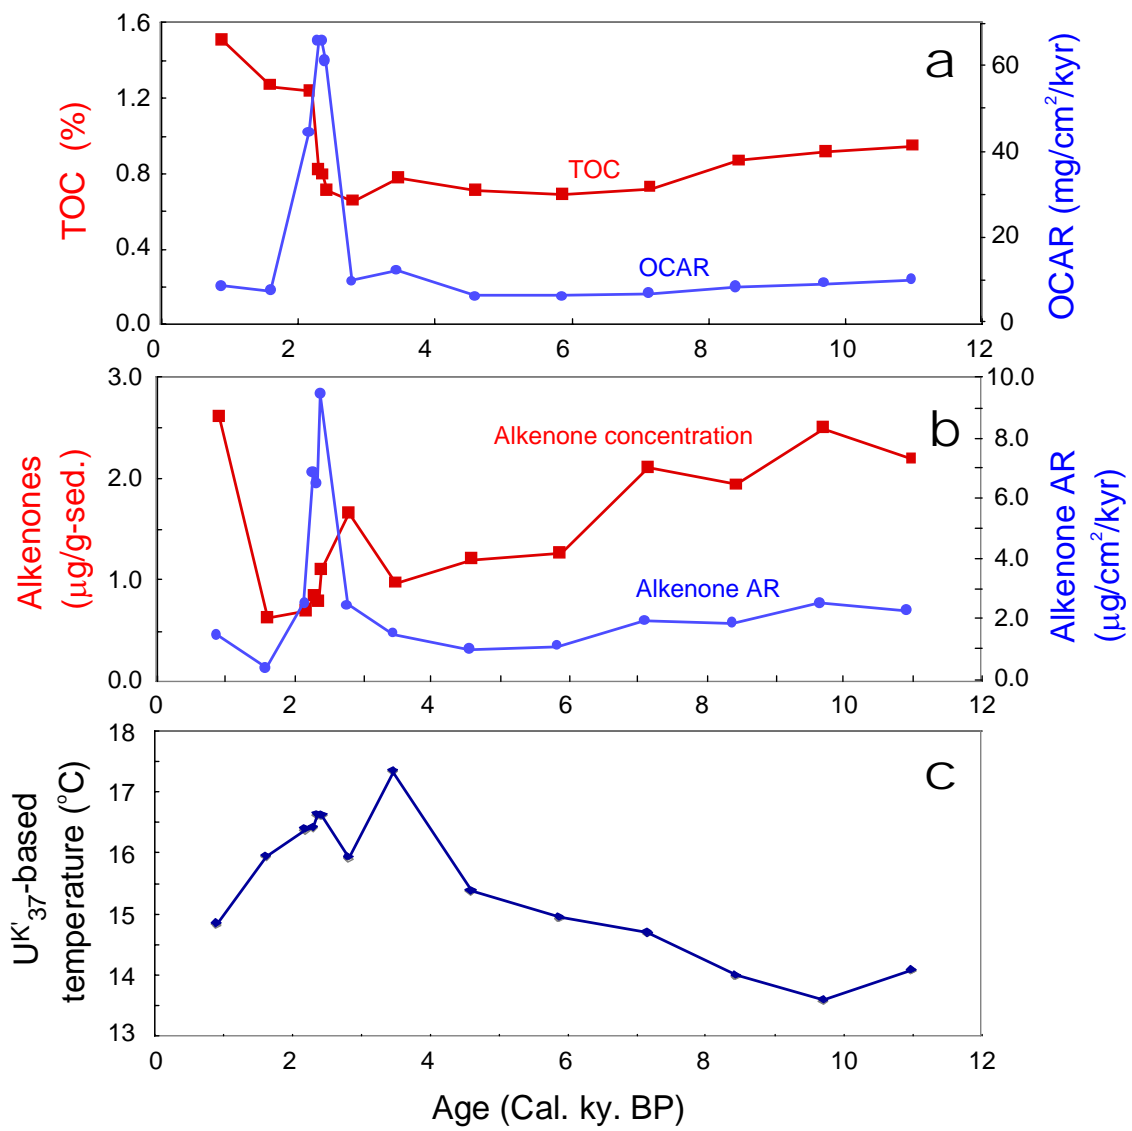 1.6
1.2
0.8
0.4
0.0
TOC (%)
a
TOC
OCAR
60
40
20
0
OCAR (mg/cm²/kyr)
0 2 4 6 8 10 12
3.0
2.0
1.0
0.0
Alkenones
(μg/g-sed.)
b
Alkenone concentration
Alkenone AR
10.0
8.0
6.0
4.0
2.0
0.0
Alkenone AR
(μg/cm²/kyr)
0 2 4 6 8 10 12
18
17
16
15
14
13
U^K'_37-based
temperature (°C)
c
0 2 4 6 8 10 12
Age (Cal. ky. BP)